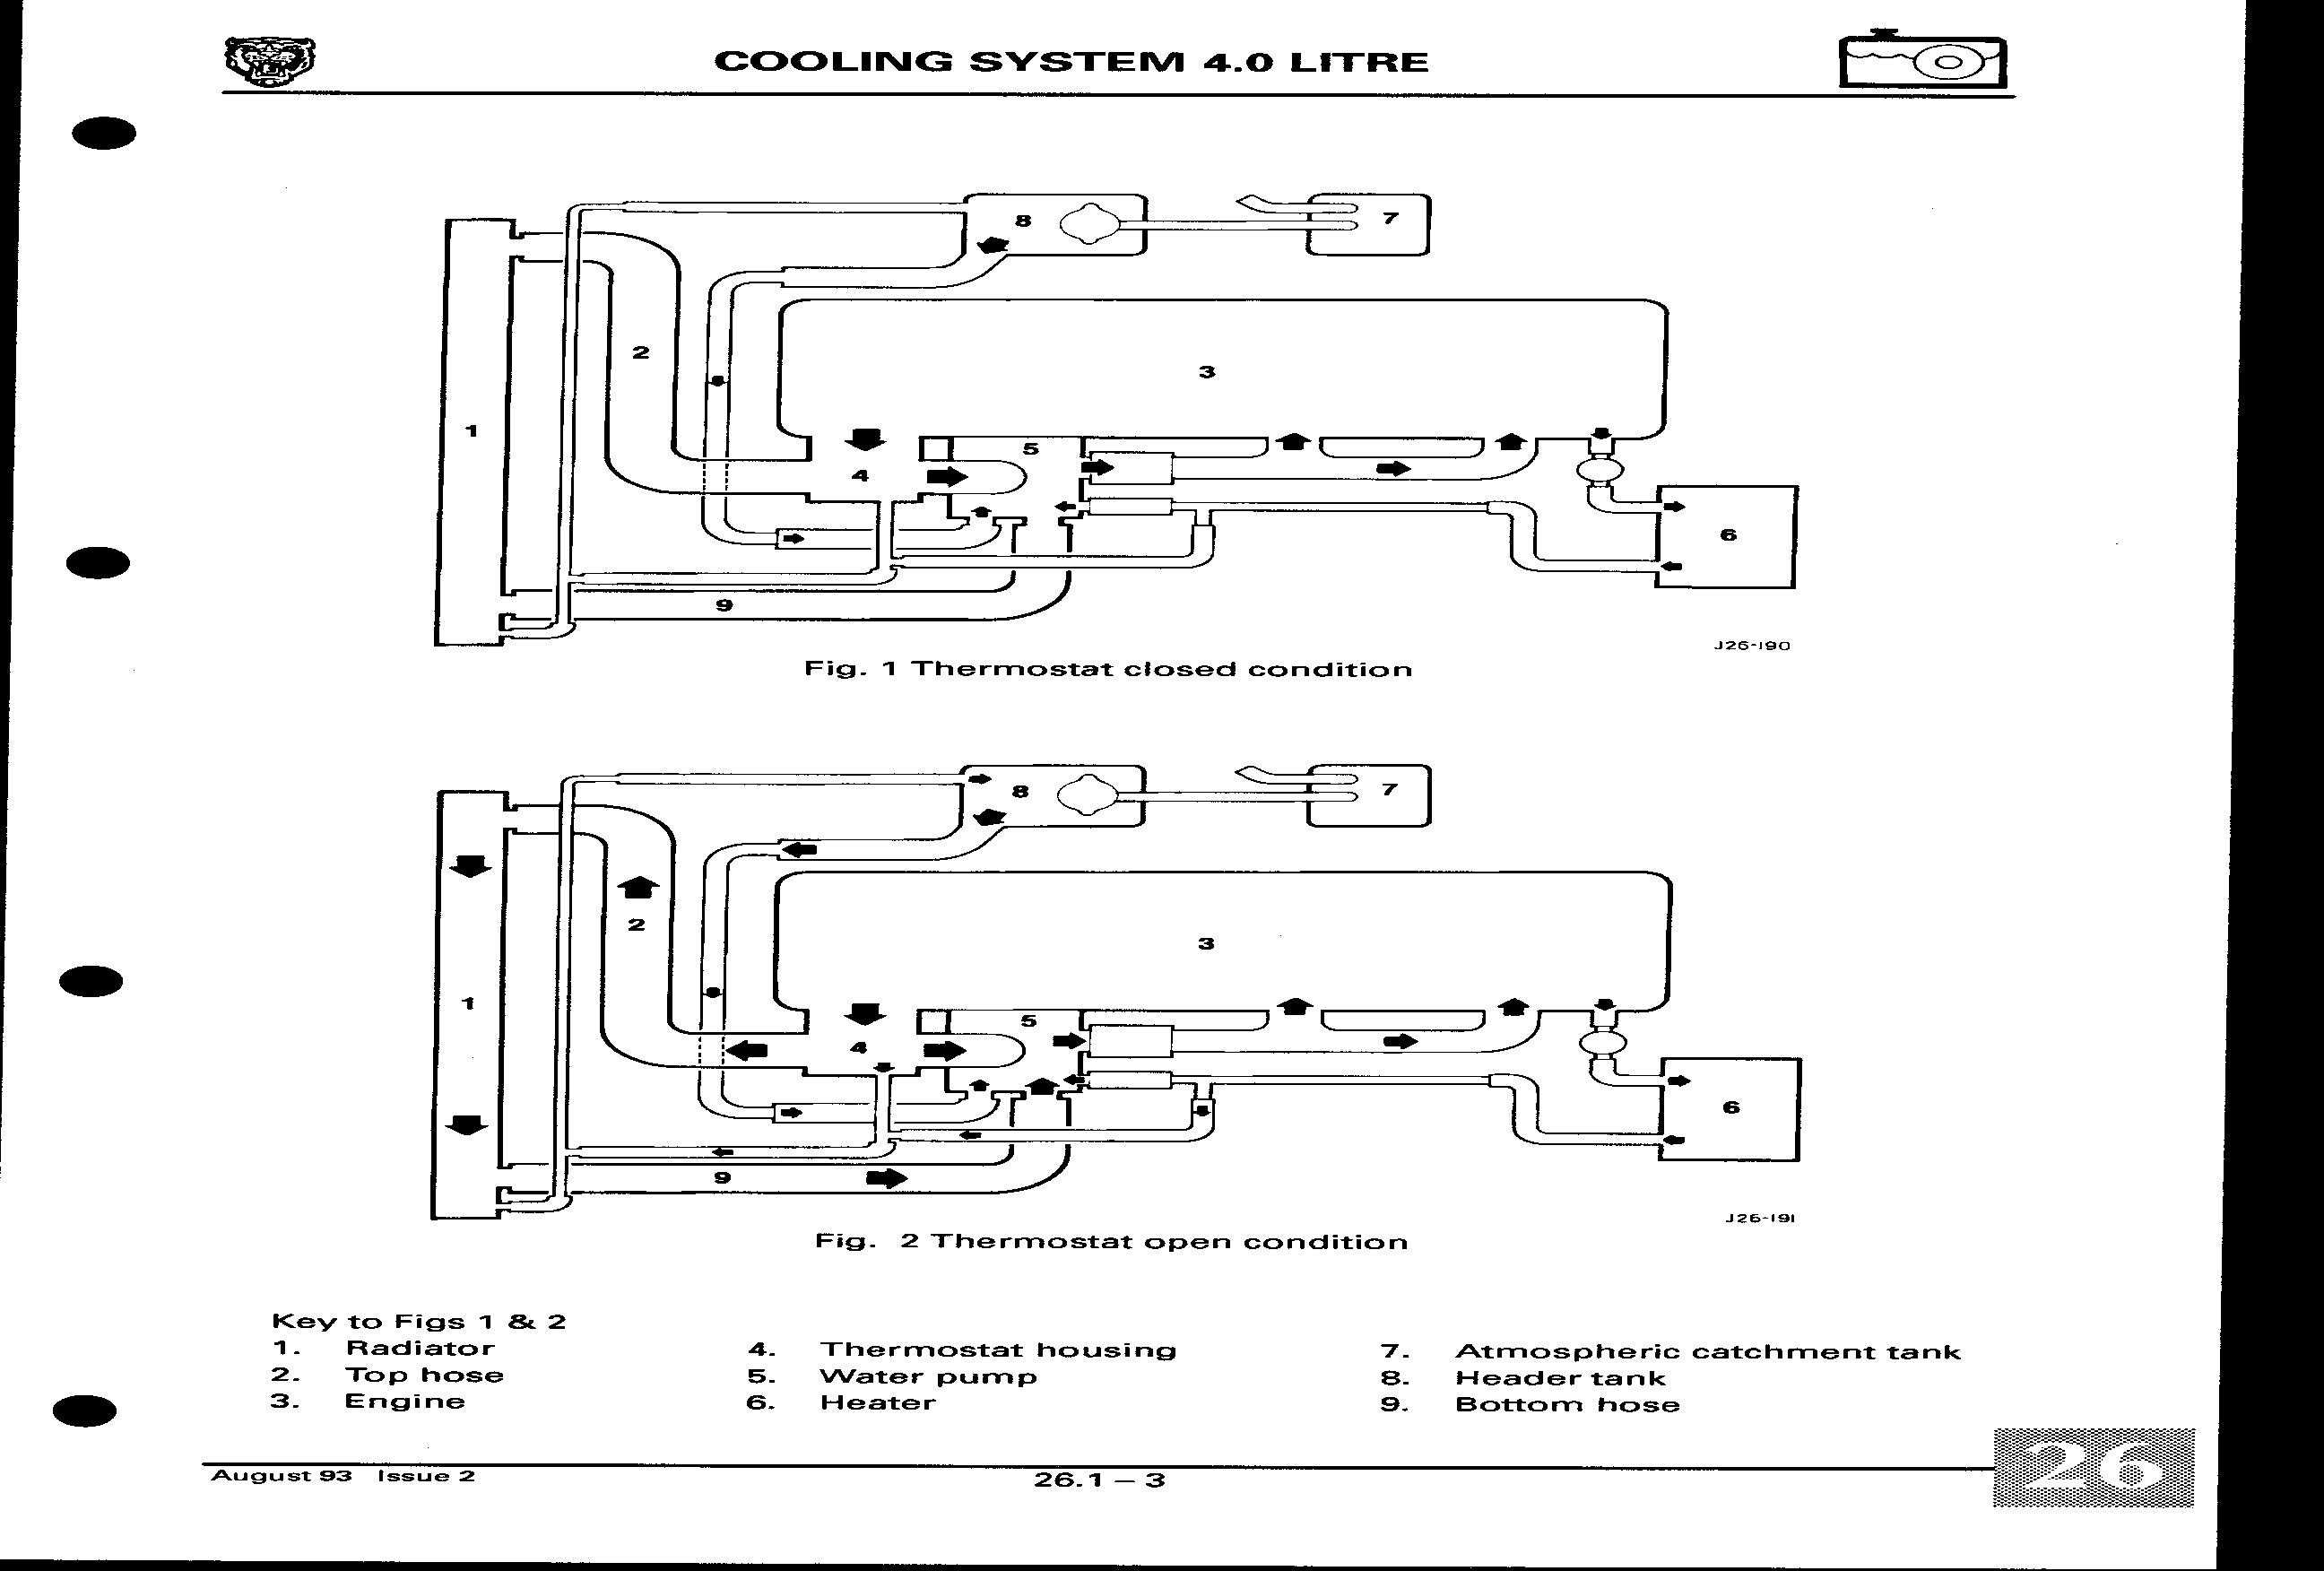 COOLING SYSTEM 4.0 LITRE
8
7
2
3
1
5
4
6
9
J26-190
Fig. 1 Thermostat closed condition
8
7
2
3
1
5
4
6
9
J26-191
Fig. 2 Thermostat open condition
Key to Figs 1 & 2
1. Radiator
2. Top hose
3. Engine
4. Thermostat housing
5. Water pump
6. Heater
7. Atmospheric catchment tank
8. Header tank
9. Bottom hose
August 93 Issue 2
26.1 – 3
26